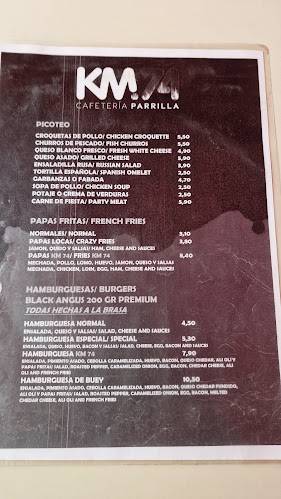 KM.74
CAFETERÍA PARRILLA
PICOTEO
CROQUETAS DE POLLO/ CHICKEN CROQUETTE 5,50
CHURROS DE PESCADO/ FISH CHURROS 5,50
QUESO BLANCO FRESCO/ FRESH WHITE CHEESE 4,90
QUESO ASADO/ GRILLED CHEESE 5,90
ENSALADILLA RUSA/ RUSSIAN SALAD 5,90
TORTILLA ESPAÑOLA/ SPANISH OMELET 2,50
GARBANZAS O FABADA 4,70
SOPA DE POLLO/ CHICKEN SOUP 2,50
POTAJE O CREMA DE VERDURAS 2,50
CARNE DE FIESTA/ PARTY MEAT 5,90
PAPAS FRITAS/ FRENCH FRIES
NORMALES/ NORMAL 2,10
PAPAS LOCAS/ CRAZY FRIES 3,80
JAMON, QUESO Y SALSAS/ HAM, CHEESE AND SAUCES
PAPAS KM 74/ FRIES KM 74 8,40
MECHADA, POLLO, LOMO, HUEVO, JAMON, QUESO Y SALSAS
MECHADA, CHICKEN, LOIN, EGG, HAM, CHEESE AND SAUCES
HAMBURGUESAS/ BURGERS
BLACK ANGUS 200 GR PREMIUM
TODAS HECHAS A LA BRASA
HAMBURGUESA NORMAL 4,50
ENSALADA, QUESO Y SALSAS/ SALAD, CHEESE AND SAUCES
HAMBURGUESA ESPECIAL/ SPECIAL 5,30
ENSALADA, QUESO, HUEVO, BACON Y SALSAS/ SALAD, CHEESE, EGG, BACON AND SAUCES
HAMBURGUESA KM 74 7,90
ENSALADA, PIMIENTO ASADO, CEBOLLA CARAMELIZADA, HUEVO, BACON, QUESO CHEDAR, ALI OLI Y
PAPAS FRITAS/ SALAD, ROASTED PEPPER, CARAMELIZED ONION, EGG, BACON, CHEDAR CHEESE, ALI OLI
AND FRENCH FRIES
HAMBURGUESA DE BUEY 10,50
ENSALADA, PIMIENTO ASADO, CEBOLLA CARAMELIZADA, HUEVO, BACON, QUESO CHEDAR FUNDIDO,
ALI OLI Y PAPAS FRITAS/ SALAD, ROASTED PEPPER, CARAMELIZED ONION, EGG, BACON, MELTED
CHEDAR CHEESE, ALI OLI AND FRENCH FRIES